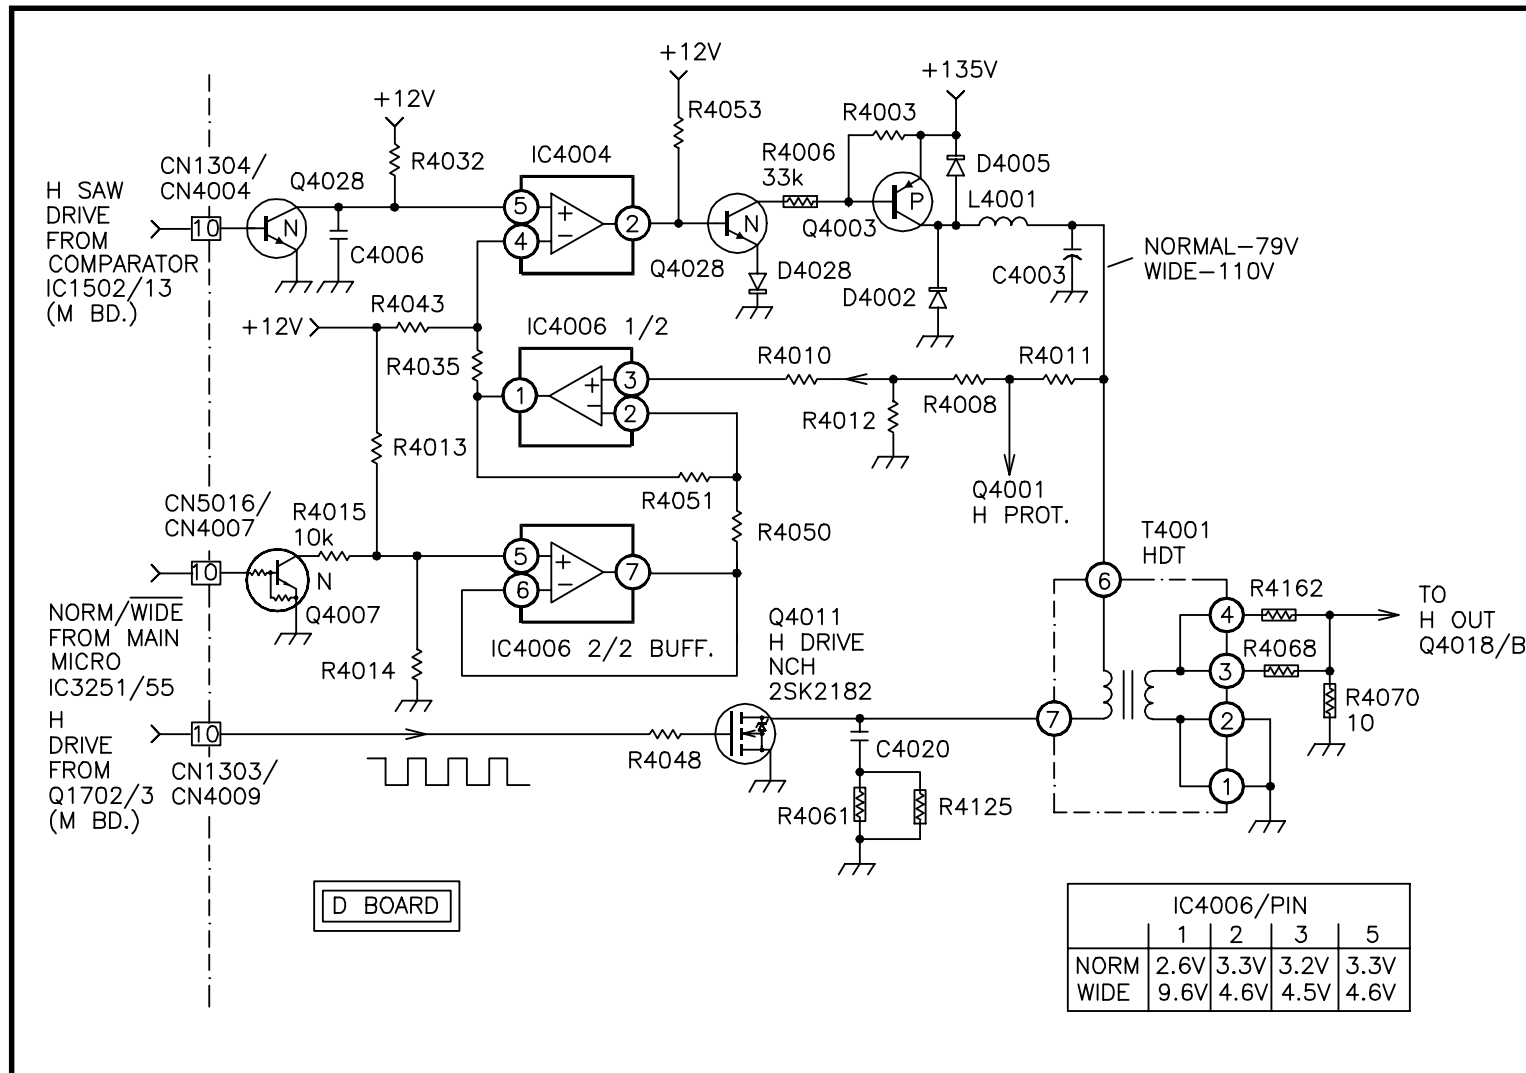 +12V
+135V
+12V
R4053
R4003
R4032
IC4004
R4006
33k
D4005
CN1304/
CN4004
Q4028
L4001
H SAW
DRIVE
FROM
COMPARATOR
IC1502/13
(M BD.)
10
N
C4006
5
4
+
−
2
N
Q4028
D4028
P
Q4003
D4002
C4003
NORMAL-79V
WIDE-110V
+12V
R4043
R4035
IC4006 1/2
1
+
−
3
2
R4010
R4012
R4008
R4011
R4013
R4051
R4050
Q4001
H PROT.
CN5016/
CN4007
R4015
10k
10
N
Q4007
5
6
+
−
7
IC4006 2/2 BUFF.
R4014
NORM/WIDE
FROM MAIN
MICRO
IC3251/55
T4001
HDT
6
7
4
3
2
1
R4162
R4068
R4070
10
TO
H OUT
Q4018/B
Q4011
H DRIVE
NCH
2SK2182
H
DRIVE
FROM
Q1702/3
(M BD.)
10
CN1303/
CN4009
R4048
C4020
R4061
R4125
D BOARD
IC4006/PIN
1 2 3 5
NORM 2.6V 3.3V 3.2V 3.3V
WIDE 9.6V 4.6V 4.5V 4.6V